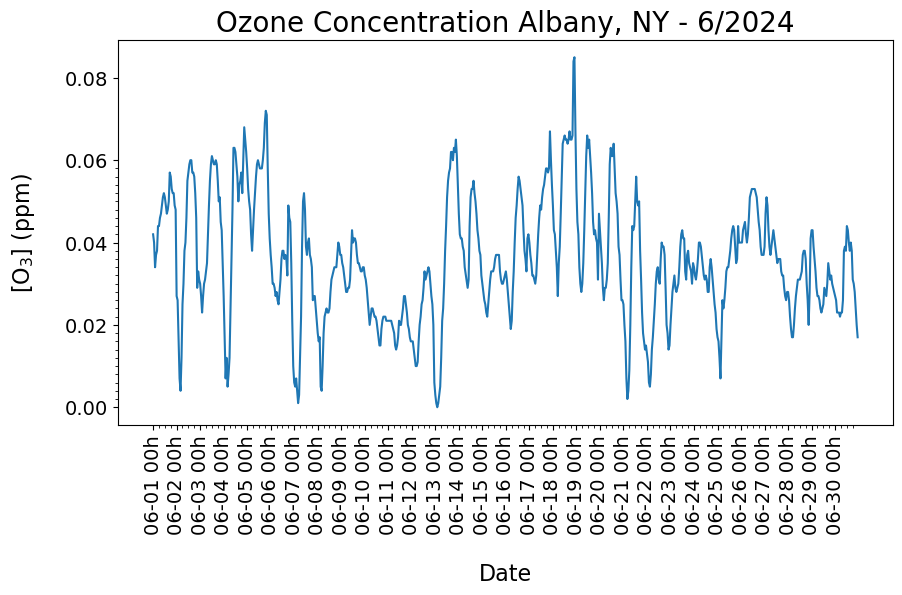 Ozone Concentration Albany, NY - 6/2024
[O₃] (ppm)
0.08
0.06
0.04
0.02
0.00
06-01 00h
06-02 00h
06-03 00h
06-04 00h
06-05 00h
06-06 00h
06-07 00h
06-08 00h
06-09 00h
06-10 00h
06-11 00h
06-12 00h
06-13 00h
06-14 00h
06-15 00h
06-16 00h
06-17 00h
06-18 00h
06-19 00h
06-20 00h
06-21 00h
06-22 00h
06-23 00h
06-24 00h
06-25 00h
06-26 00h
06-27 00h
06-28 00h
06-29 00h
06-30 00h
Date